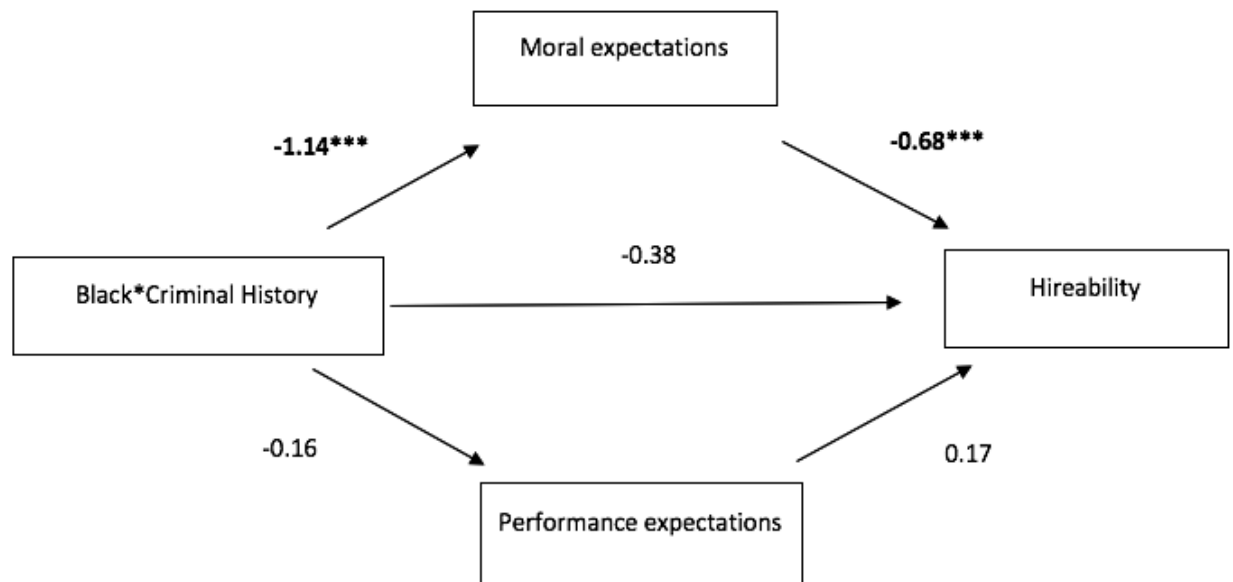 Moral expectations
-1.14***
-0.68***
-0.38
Black*Criminal History
Hireability
-0.16
0.17
Performance expectations